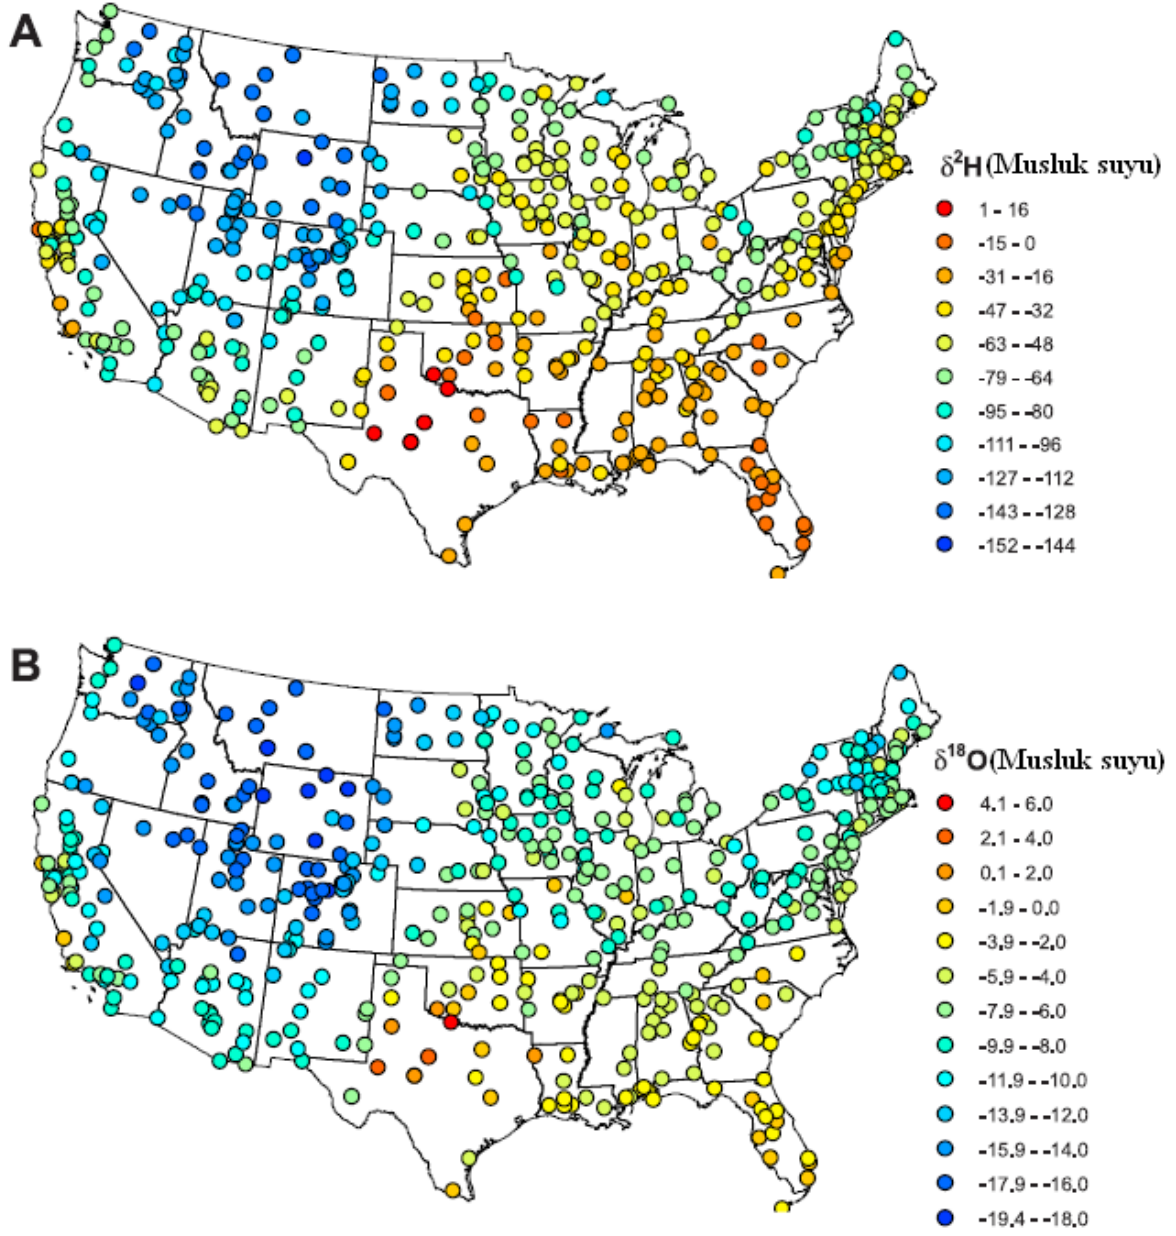 A
δ²H(Musluk suyu)
1 - 16
-15 - 0
-31 - -16
-47 - -32
-63 - -48
-79 - -64
-95 - -80
-111 - -96
-127 - -112
-143 - -128
-152 - -144
B
δ¹⁸O(Musluk suyu)
4.1 - 6.0
2.1 - 4.0
0.1 - 2.0
-1.9 - 0.0
-3.9 - -2.0
-5.9 - -4.0
-7.9 - -6.0
-9.9 - -8.0
-11.9 - -10.0
-13.9 - -12.0
-15.9 - -14.0
-17.9 - -16.0
-19.4 - -18.0